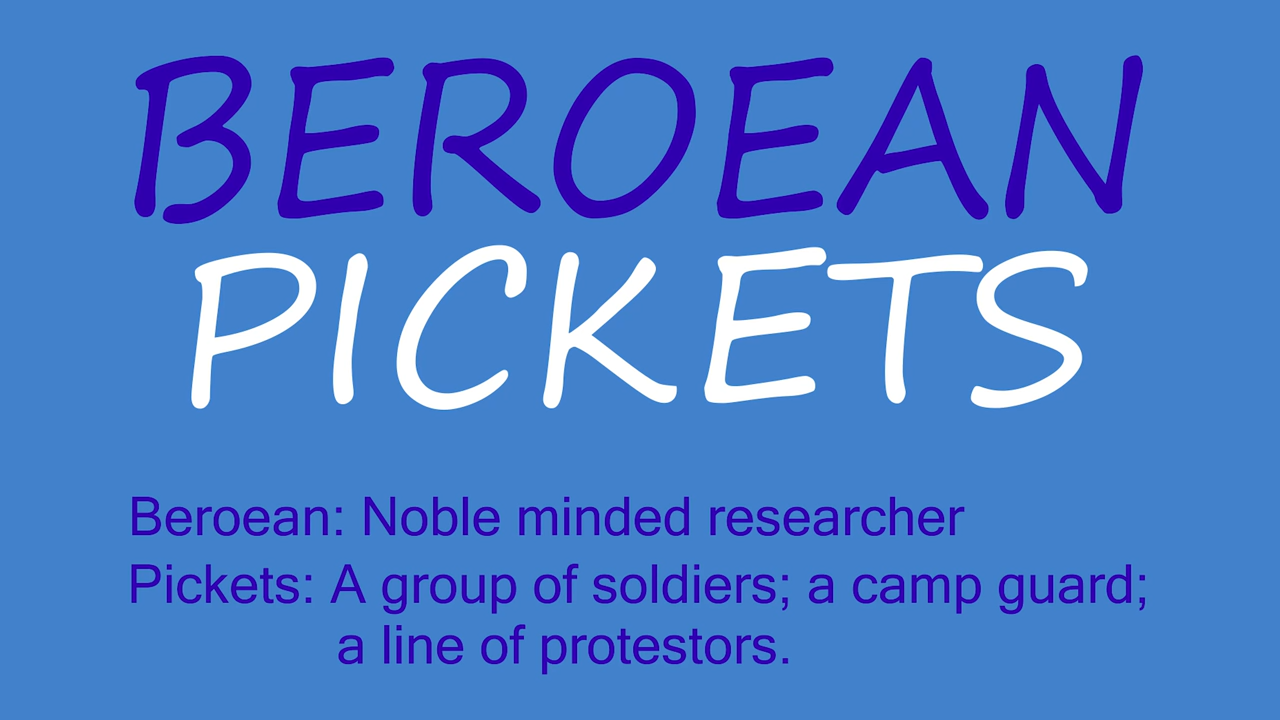 BEROEAN
PICKETS
Beroean: Noble minded researcher
Pickets: A group of soldiers; a camp guard;
a line of protestors.